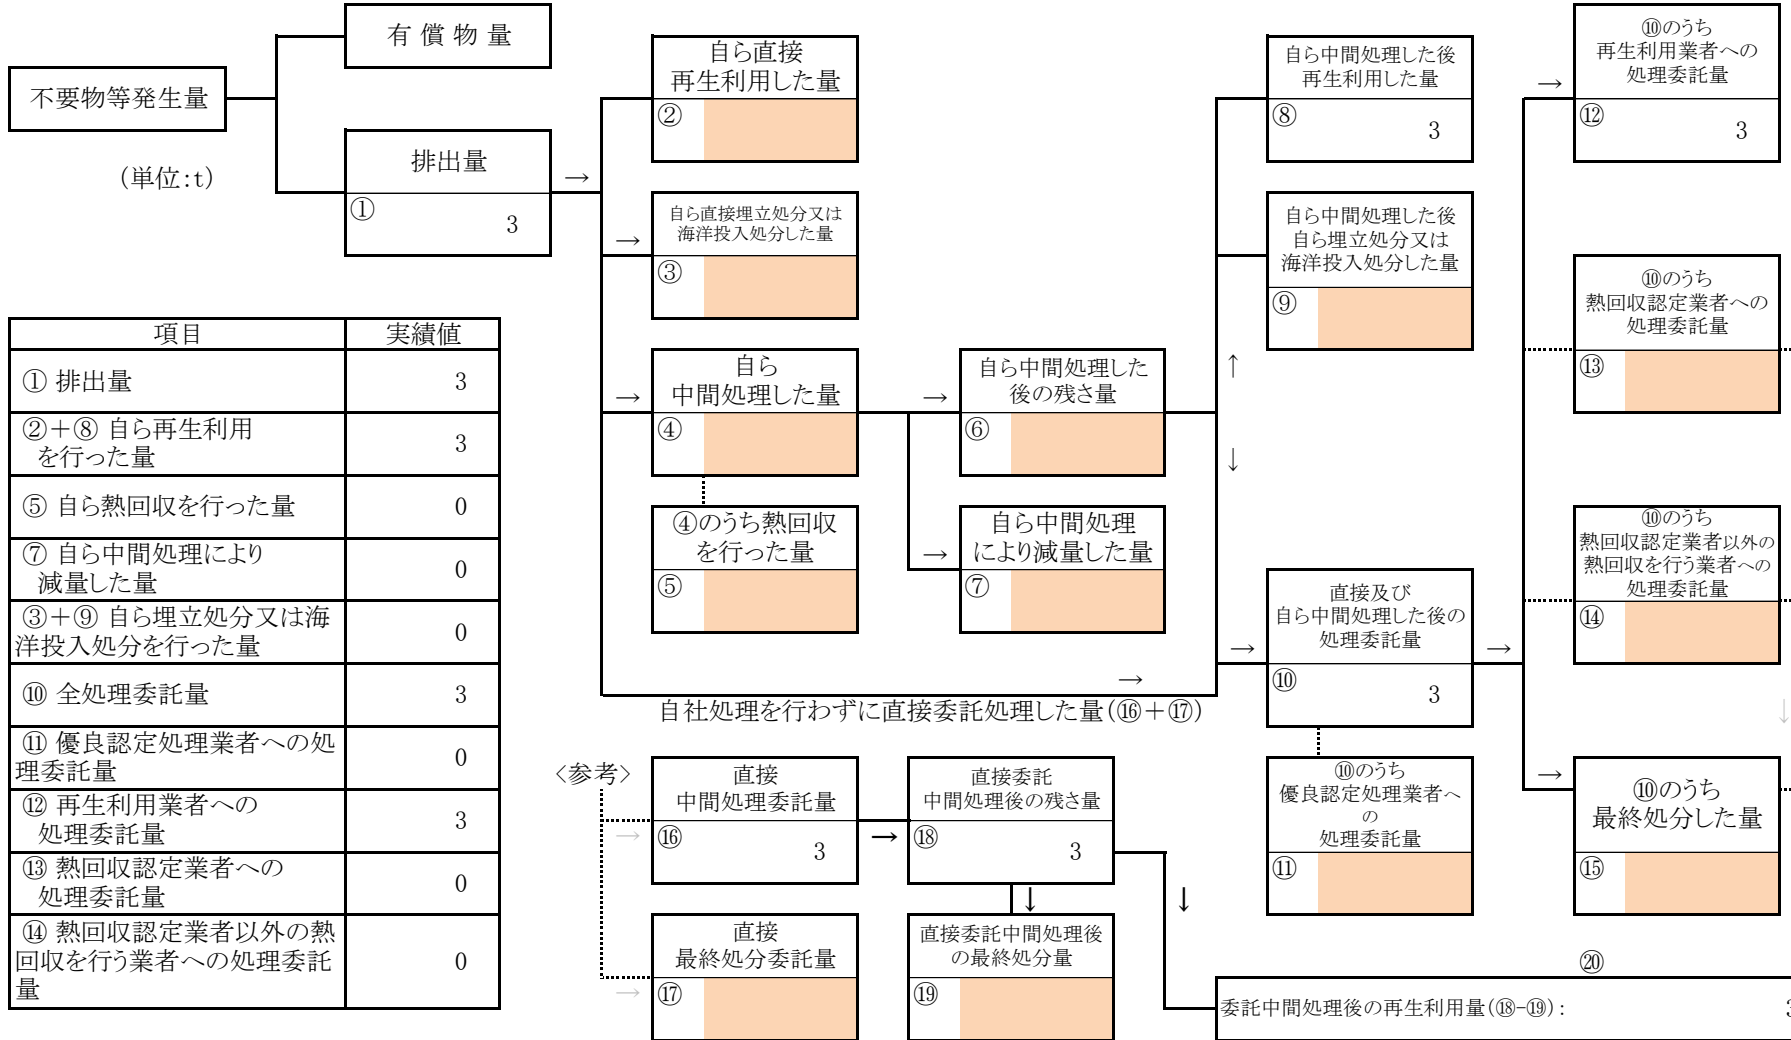 不要物等発生量
(単位:t)
有 償 物 量
排出量
①
3
→
自ら直接
再生利用した量
②
→
自ら直接埋立処分又は
海洋投入処分した量
③
→
自ら
中間処理した量
④
④のうち熱回収
を行った量
⑤
→
自ら中間処理した
後の残さ量
⑥
→
自ら中間処理
により減量した量
⑦
↑
↓
自ら中間処理した後
再生利用した量
⑧
3
自ら中間処理した後
自ら埋立処分又は
海洋投入処分した量
⑨
→
直接及び
自ら中間処理した後の
処理委託量
⑩
3
→
⑩のうち
優良認定処理業者へ
の
処理委託量
⑪
→
⑩のうち
再生利用業者への
処理委託量
⑫
3
⑩のうち
熱回収認定業者への
処理委託量
⑬
⑩のうち
熱回収認定業者以外の
熱回収を行う業者への
処理委託量
⑭
↓
→
⑩のうち
最終処分した量
⑮
→
自社処理を行わずに直接委託処理した量(⑯+⑰)
<参考>
→
直接
中間処理委託量
⑯
3
→
直接委託
中間処理後の残さ量
⑱
3
↓
↓
→
直接
最終処分委託量
⑰
直接委託中間処理後
の最終処分量
⑲
⑳
委託中間処理後の再生利用量(⑱-⑲):
3
項目 実績値
① 排出量 3
②+⑧ 自ら再生利用
を行った量 3
⑤ 自ら熱回収を行った量 0
⑦ 自ら中間処理により
減量した量 0
③+⑨ 自ら埋立処分又は海
洋投入処分を行った量 0
⑩ 全処理委託量 3
⑪ 優良認定処理業者への処
理委託量 0
⑫ 再生利用業者への
処理委託量 3
⑬ 熱回収認定業者への
処理委託量 0
⑭ 熱回収認定業者以外の熱
回収を行う業者への処理委託
量 0